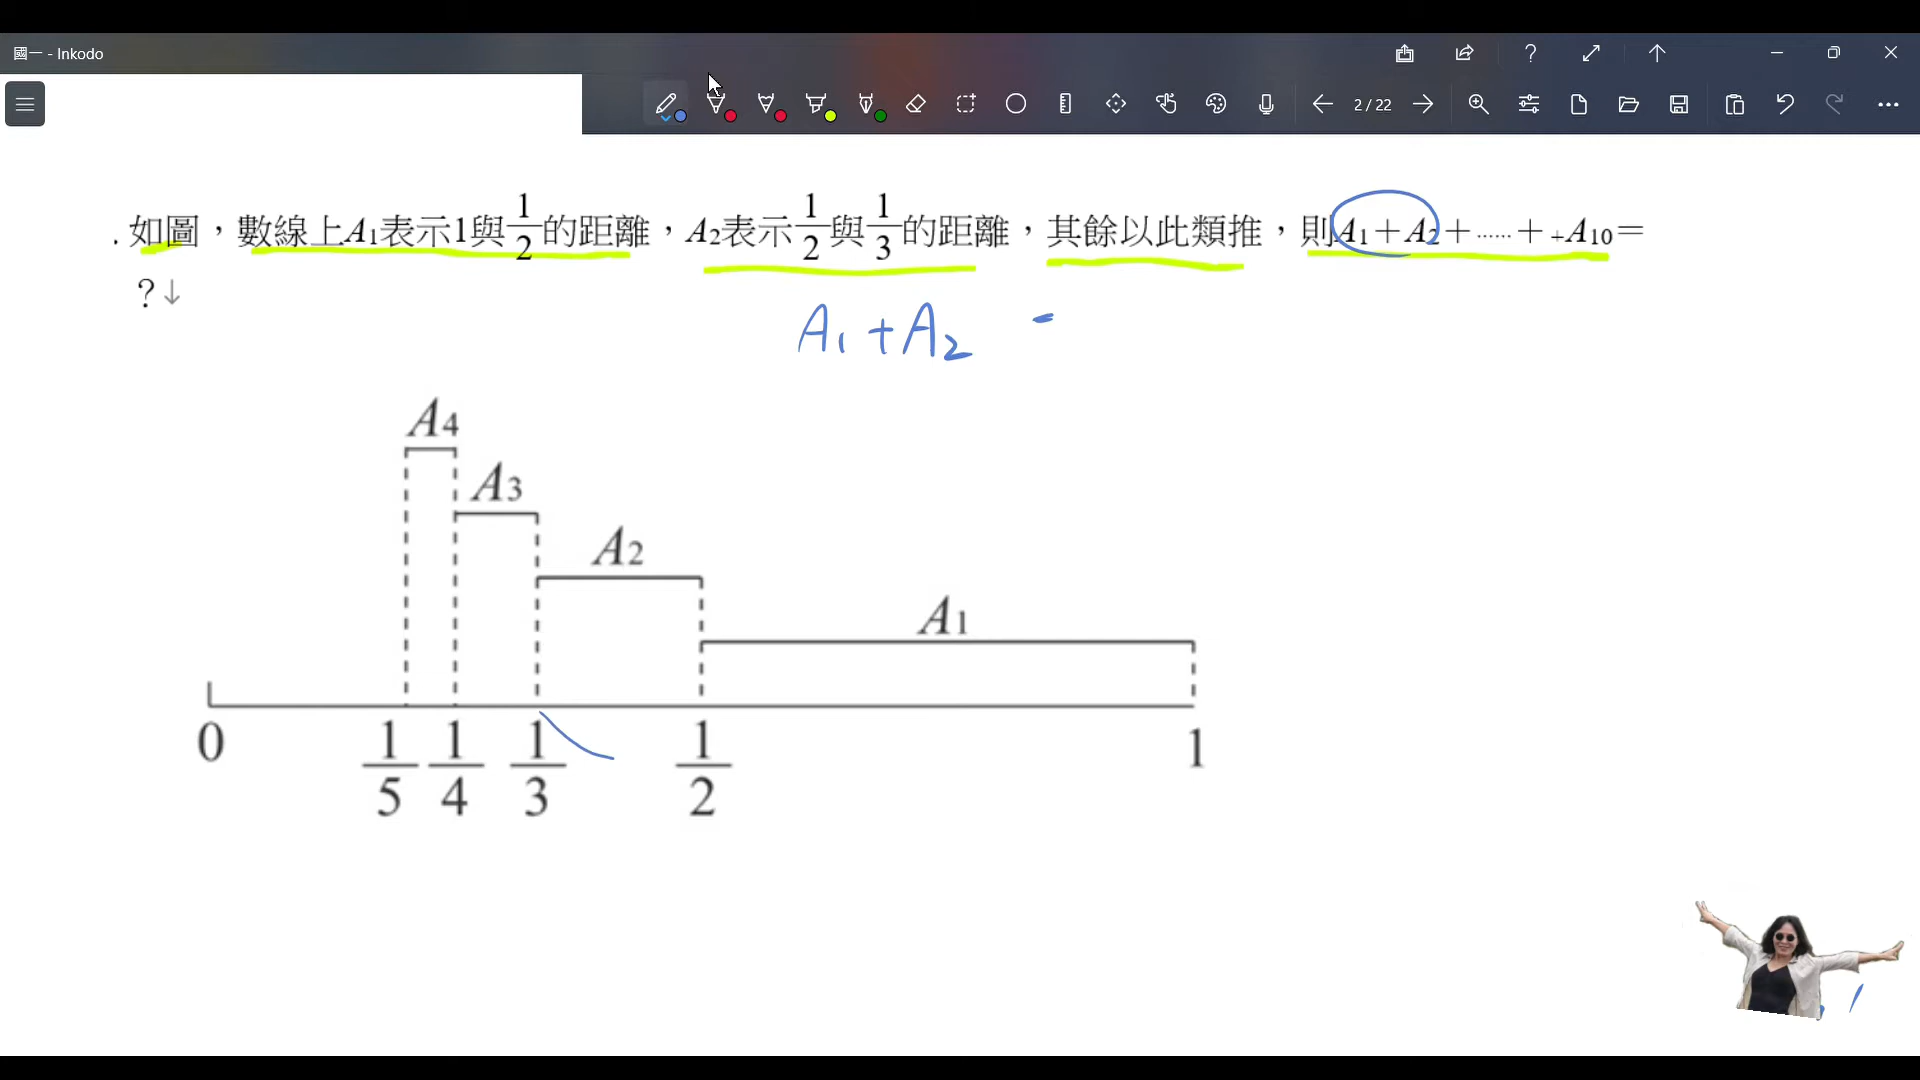 國一 - Inkodo
2 / 22
. 如圖，數線上A1表示1與1/2的距離，A2表示1/2與1/3的距離，其餘以此類推，則A1＋A2＋······＋ +A10＝
？↓
A1 + A2 =
A4
A3
A2
A1
0 1/5 1/4 1/3 1/2 1